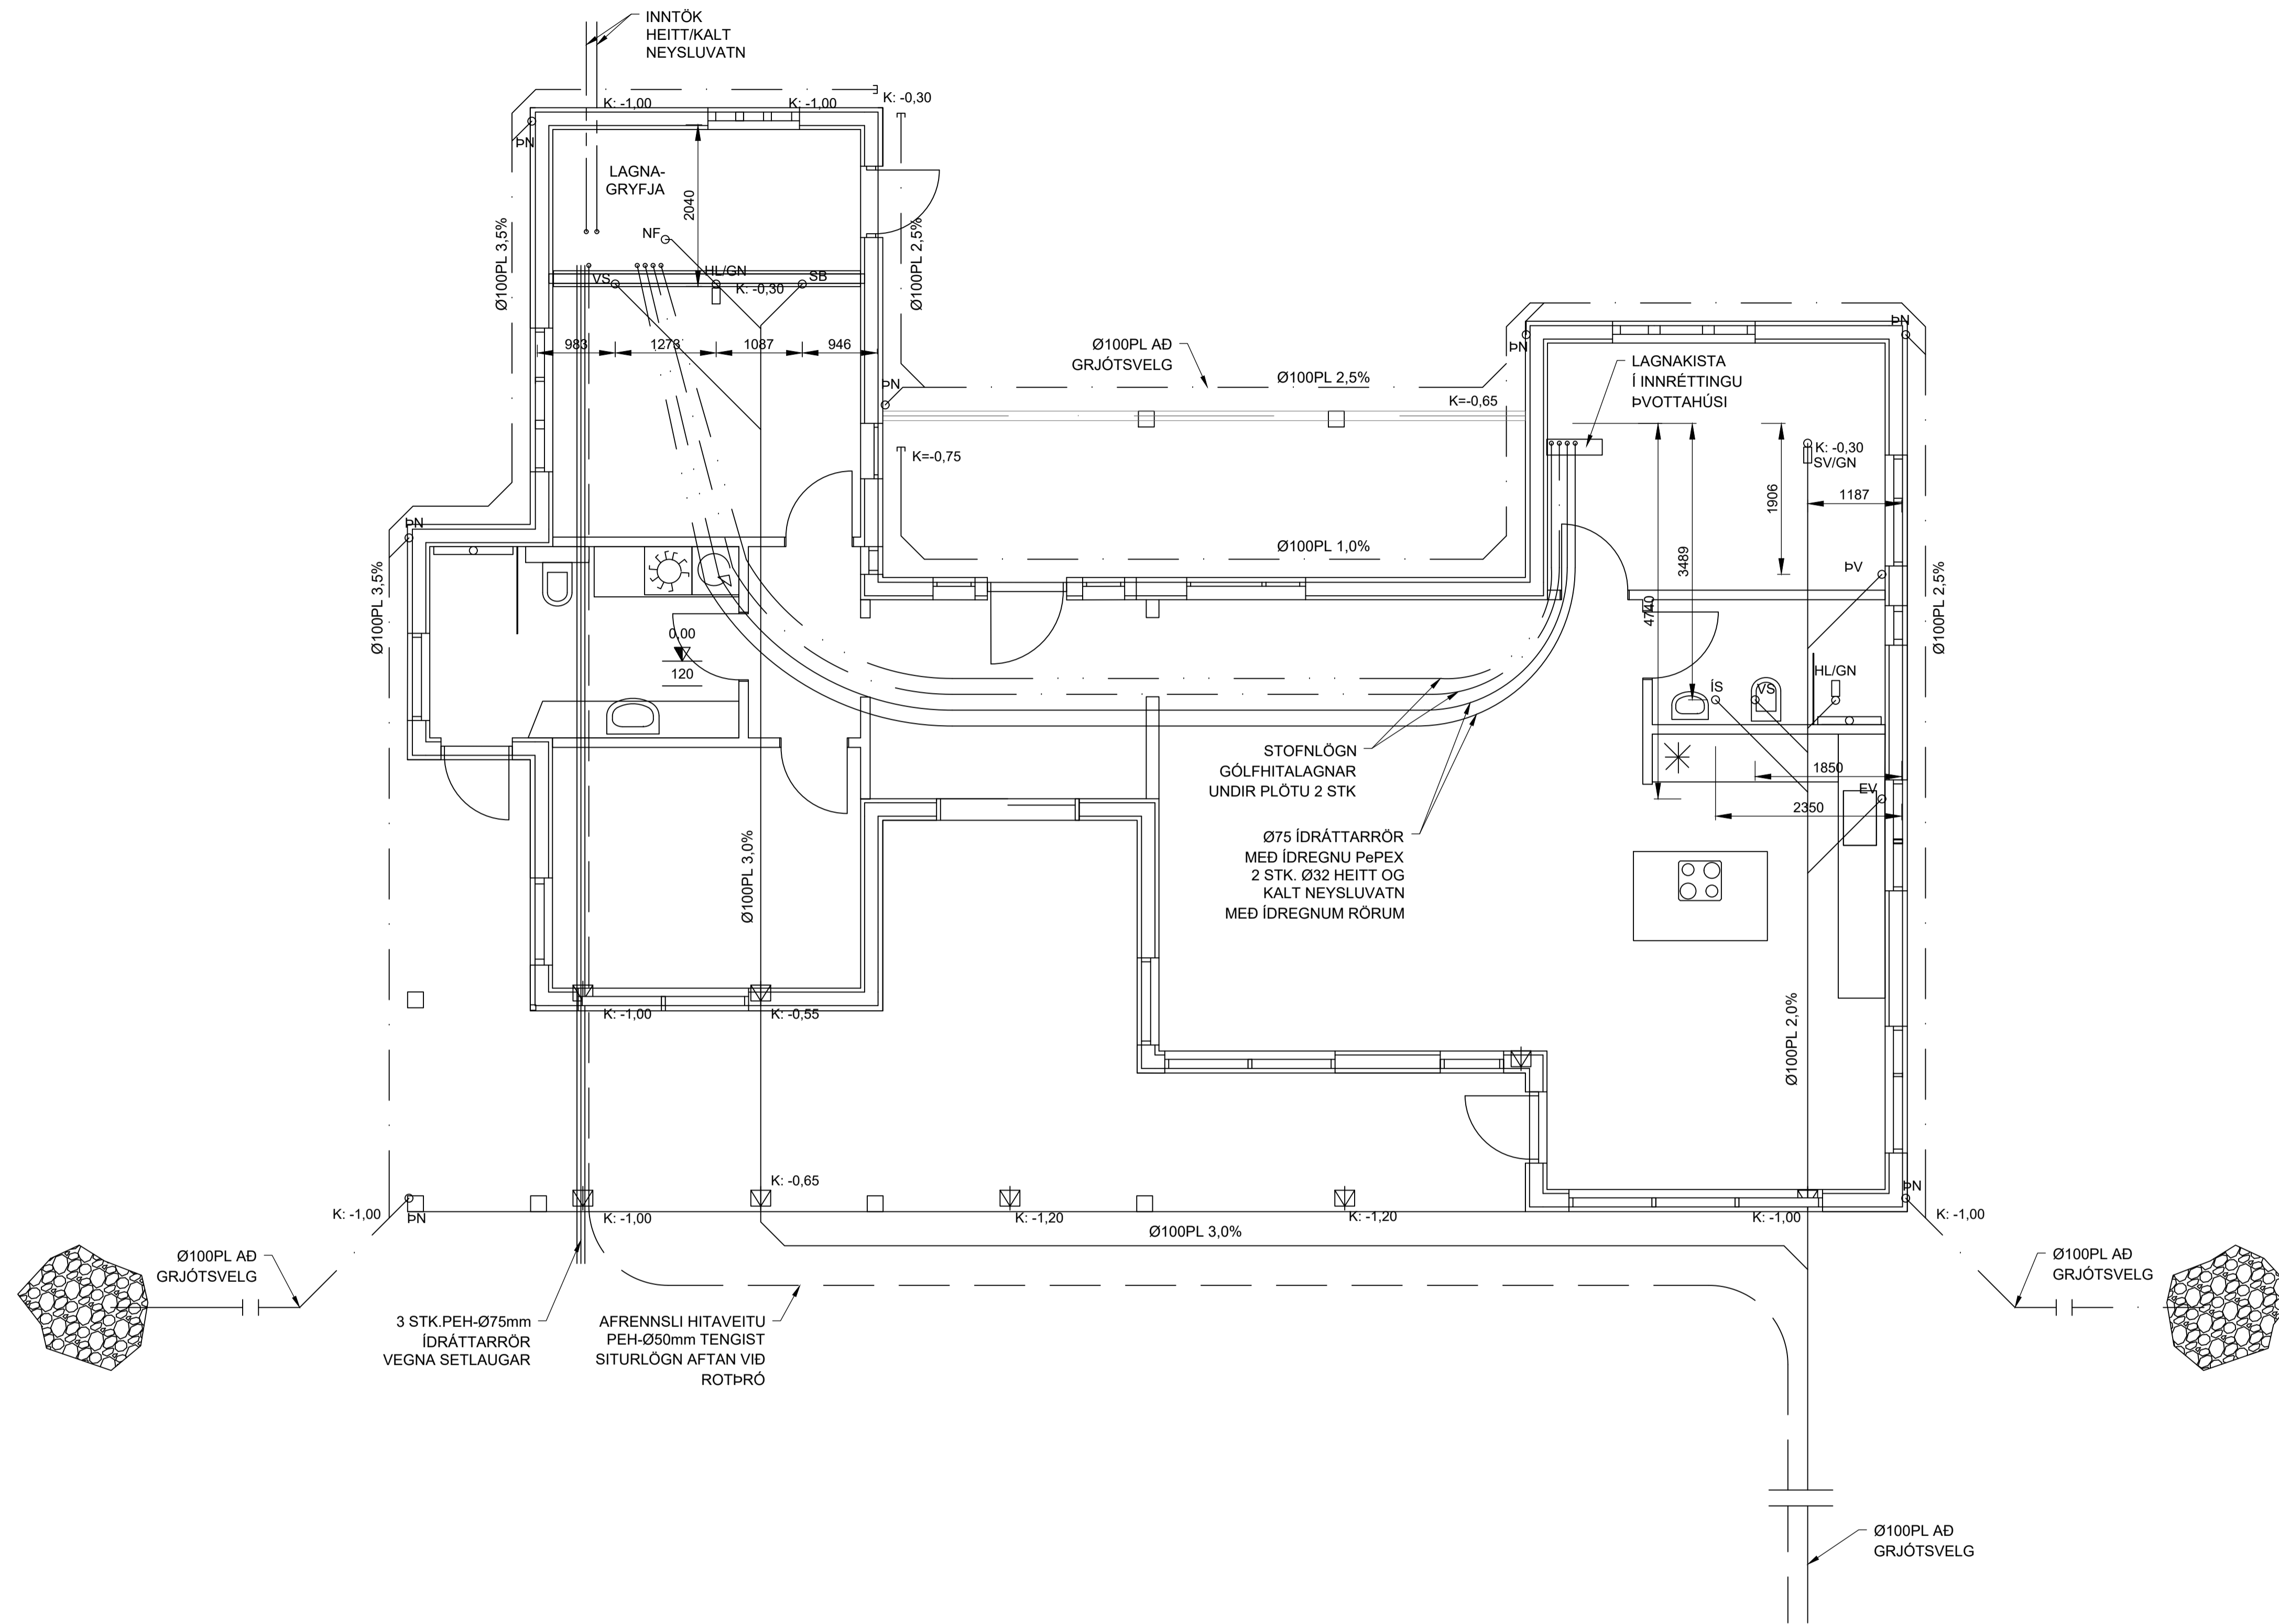 INNTÖK
HEITT/KALT
NEYSLUVATN
K: -1,00
K: -1,00
K: -0,30
ÞN
LAGNA-
GRYFJA
2040
Ø100PL 3,5%
NF
Ø100PL 2,5%
VS
HL/GN
SB
K: -0,30
983
1273
1087
946
Ø100PL AÐ
GRJÓTSVELG
Ø100PL 2,5%
ÞN
K=-0,65
ÞN
ÞN
LAGNAKISTA
Í INNRÉTTINGU
ÞVOTTAHÚSI
K=-0,75
K: -0,30
SV/GN
1906
1187
3489
ÞN
Ø100PL 1,0%
ÞV
Ø100PL 3,5%
Ø100PL 2,5%
4740
0,00
120
HL/GN
ÍS
VS
STOFNLÖGN
GÓLFHITALAGNAR
UNDIR PLÖTU 2 STK
1850
EV
2350
Ø75 ÍDRÁTTARRÖR
MEÐ ÍDREGNU PePEX
2 STK. Ø32 HEITT OG
KALT NEYSLUVATN
MEÐ ÍDREGNUM RÖRUM
Ø100PL 3,0%
K: -1,00
K: -0,55
Ø100PL 2,0%
K: -0,65
K: -1,00
ÞN
K: -1,00
K: -1,20
K: -1,20
K: -1,00
ÞN
K: -1,00
Ø100PL 3,0%
Ø100PL AÐ
GRJÓTSVELG
Ø100PL AÐ
GRJÓTSVELG
3 STK.PEH-Ø75mm
ÍDRÁTTARRÖR
VEGNA SETLAUGAR
AFRENNSLI HITAVEITU
PEH-Ø50mm TENGIST
SITURLÖGN AFTAN VIÐ
ROTÞRÓ
Ø100PL AÐ
GRJÓTSVELG